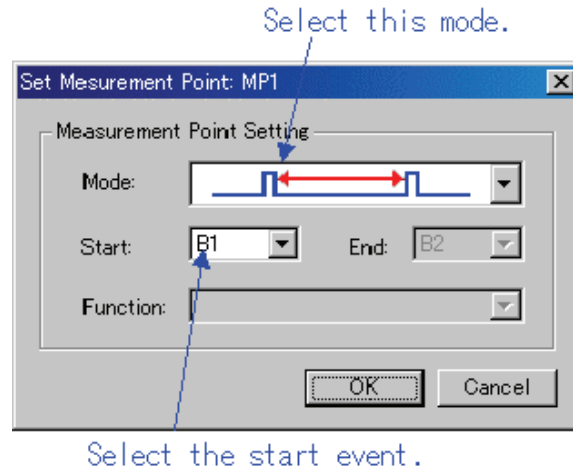 Select this mode.
Set Mesurement Point: MP1
Measurement Point Setting
Mode:
Start: B1 End: B2
Function:
OK Cancel
Select the start event.